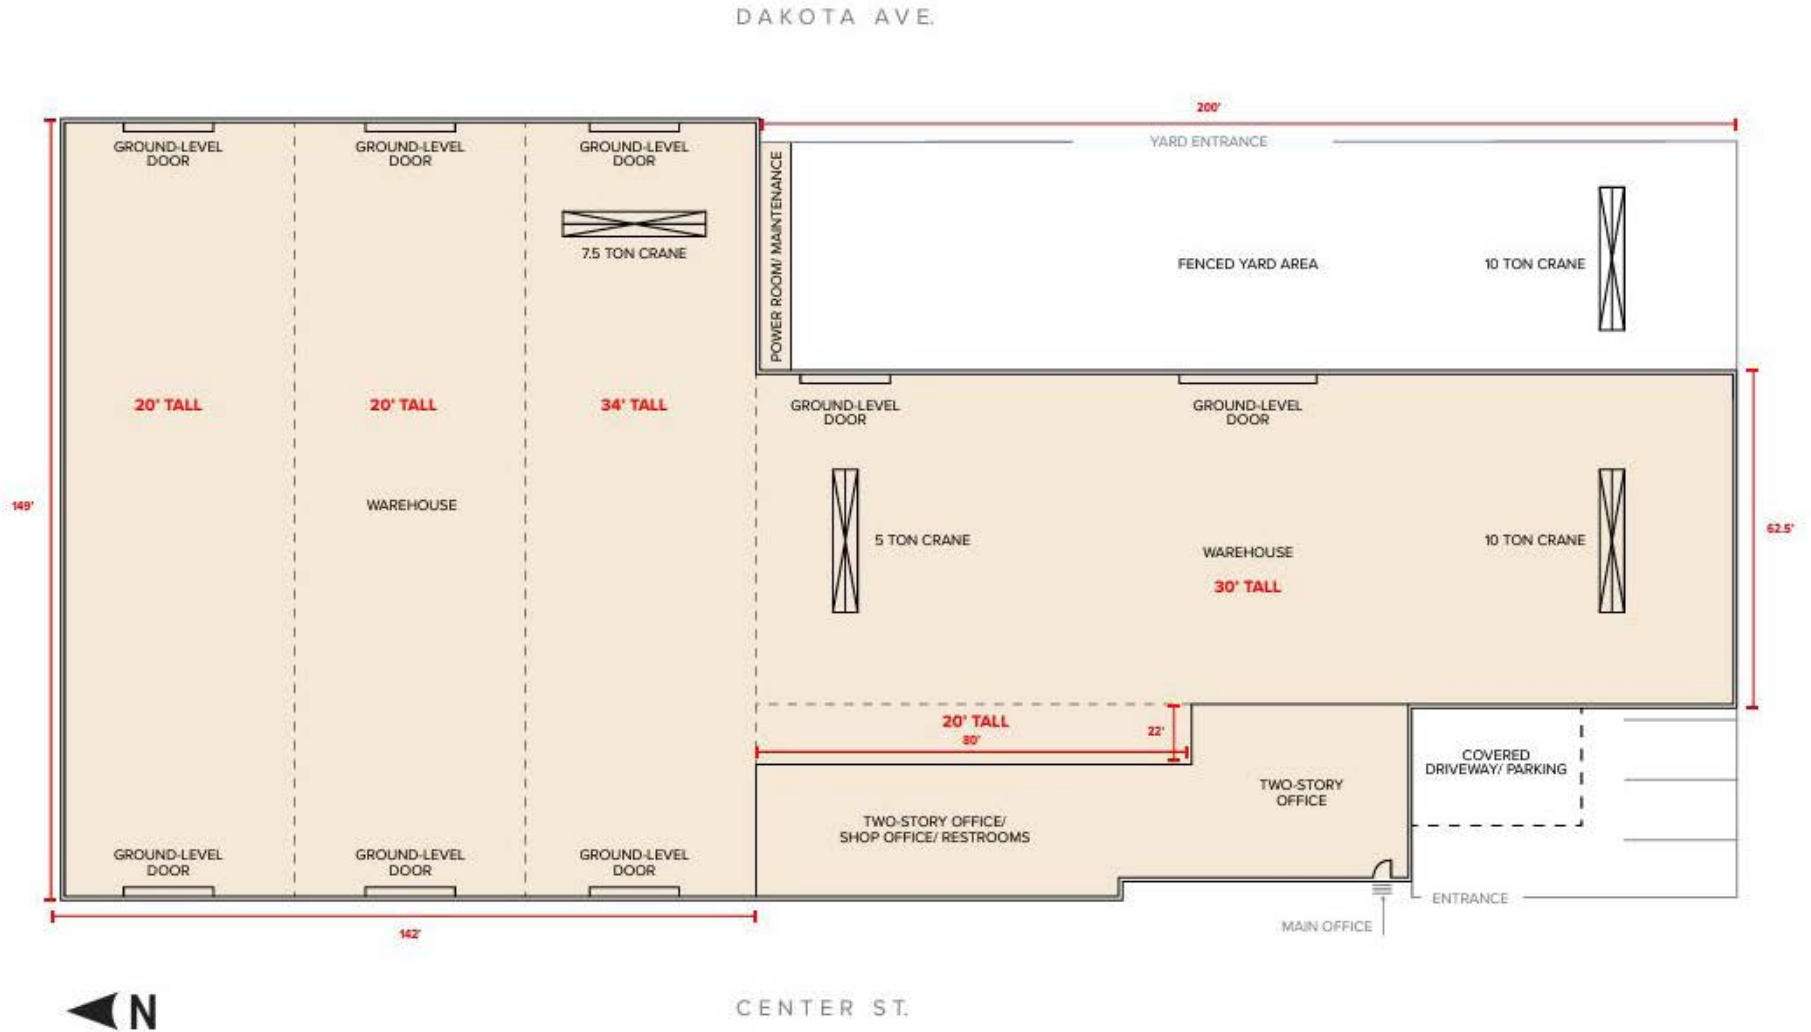 DAKOTA AVE.
200'
YARD ENTRANCE
GROUND-LEVEL
DOOR
GROUND-LEVEL
DOOR
GROUND-LEVEL
DOOR
POWER ROOM/ MAINTENANCE
7.5 TON CRANE
FENCED YARD AREA
10 TON CRANE
20' TALL
20' TALL
34' TALL
GROUND-LEVEL
DOOR
GROUND-LEVEL
DOOR
149'
WAREHOUSE
62.5'
5 TON CRANE
WAREHOUSE
30' TALL
10 TON CRANE
20' TALL
80'
22'
COVERED
DRIVEWAY/ PARKING
TWO-STORY
OFFICE
TWO-STORY OFFICE/
SHOP OFFICE/ RESTROOMS
GROUND-LEVEL
DOOR
GROUND-LEVEL
DOOR
GROUND-LEVEL
DOOR
ENTRANCE
MAIN OFFICE
142'
N
CENTER ST.